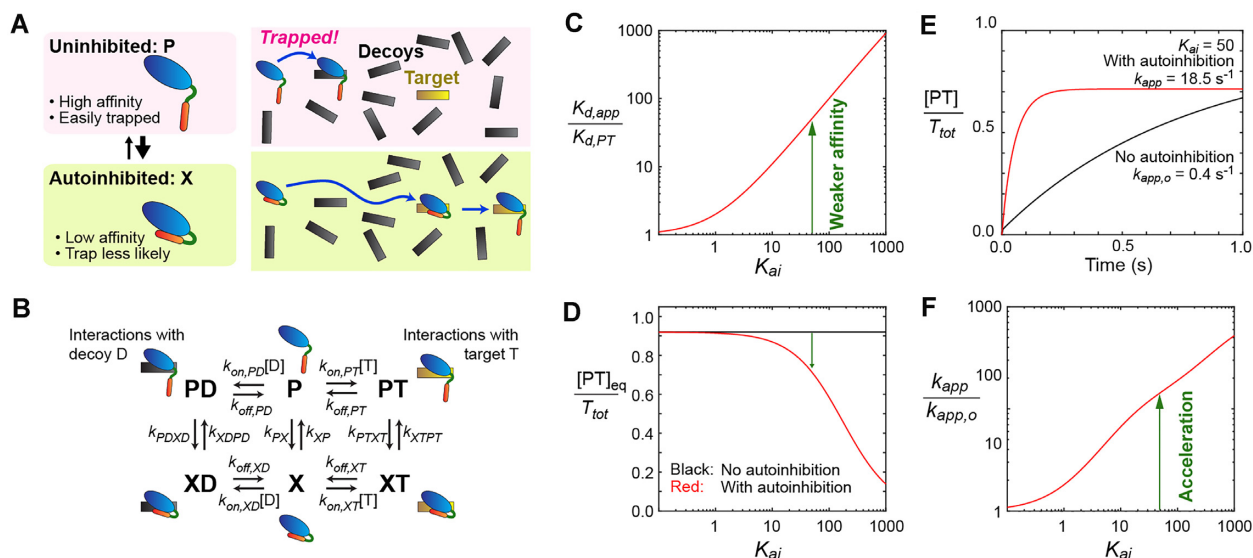 A
Uninhibited: P
• High affinity
• Easily trapped
Autoinhibited: X
• Low affinity
• Trap less likely
Trapped!
Decoys
Target
B
Interactions with
decoy D
Interactions with
target T
k_on,PD[D]
k_on,PT[T]
PD
P
PT
k_off,PD
k_off,PT
k_PDXD
k_XDPD
k_PX
k_XP
k_PTXT
k_XTPT
k_off,XD
k_off,XT
XD
X
XT
k_on,XD[D]
k_on,XT[T]
C
1000
100
10
1
K_d,app
K_d,PT
Weaker affinity
1
10
100
1000
K_ai
D
1.0
0.8
0.6
0.4
0.2
0.0
[PT]_eq
T_tot
Black: No autoinhibition
Red: With autoinhibition
1
10
100
1000
K_ai
E
1.0
0.5
0.0
[PT]
T_tot
K_ai = 50
With autoinhibition
k_app = 18.5 s⁻¹
No autoinhibition
k_app,o = 0.4 s⁻¹
0.0
0.5
1.0
Time (s)
F
1000
100
10
1
k_app
k_app,o
Acceleration
1
10
100
1000
K_ai